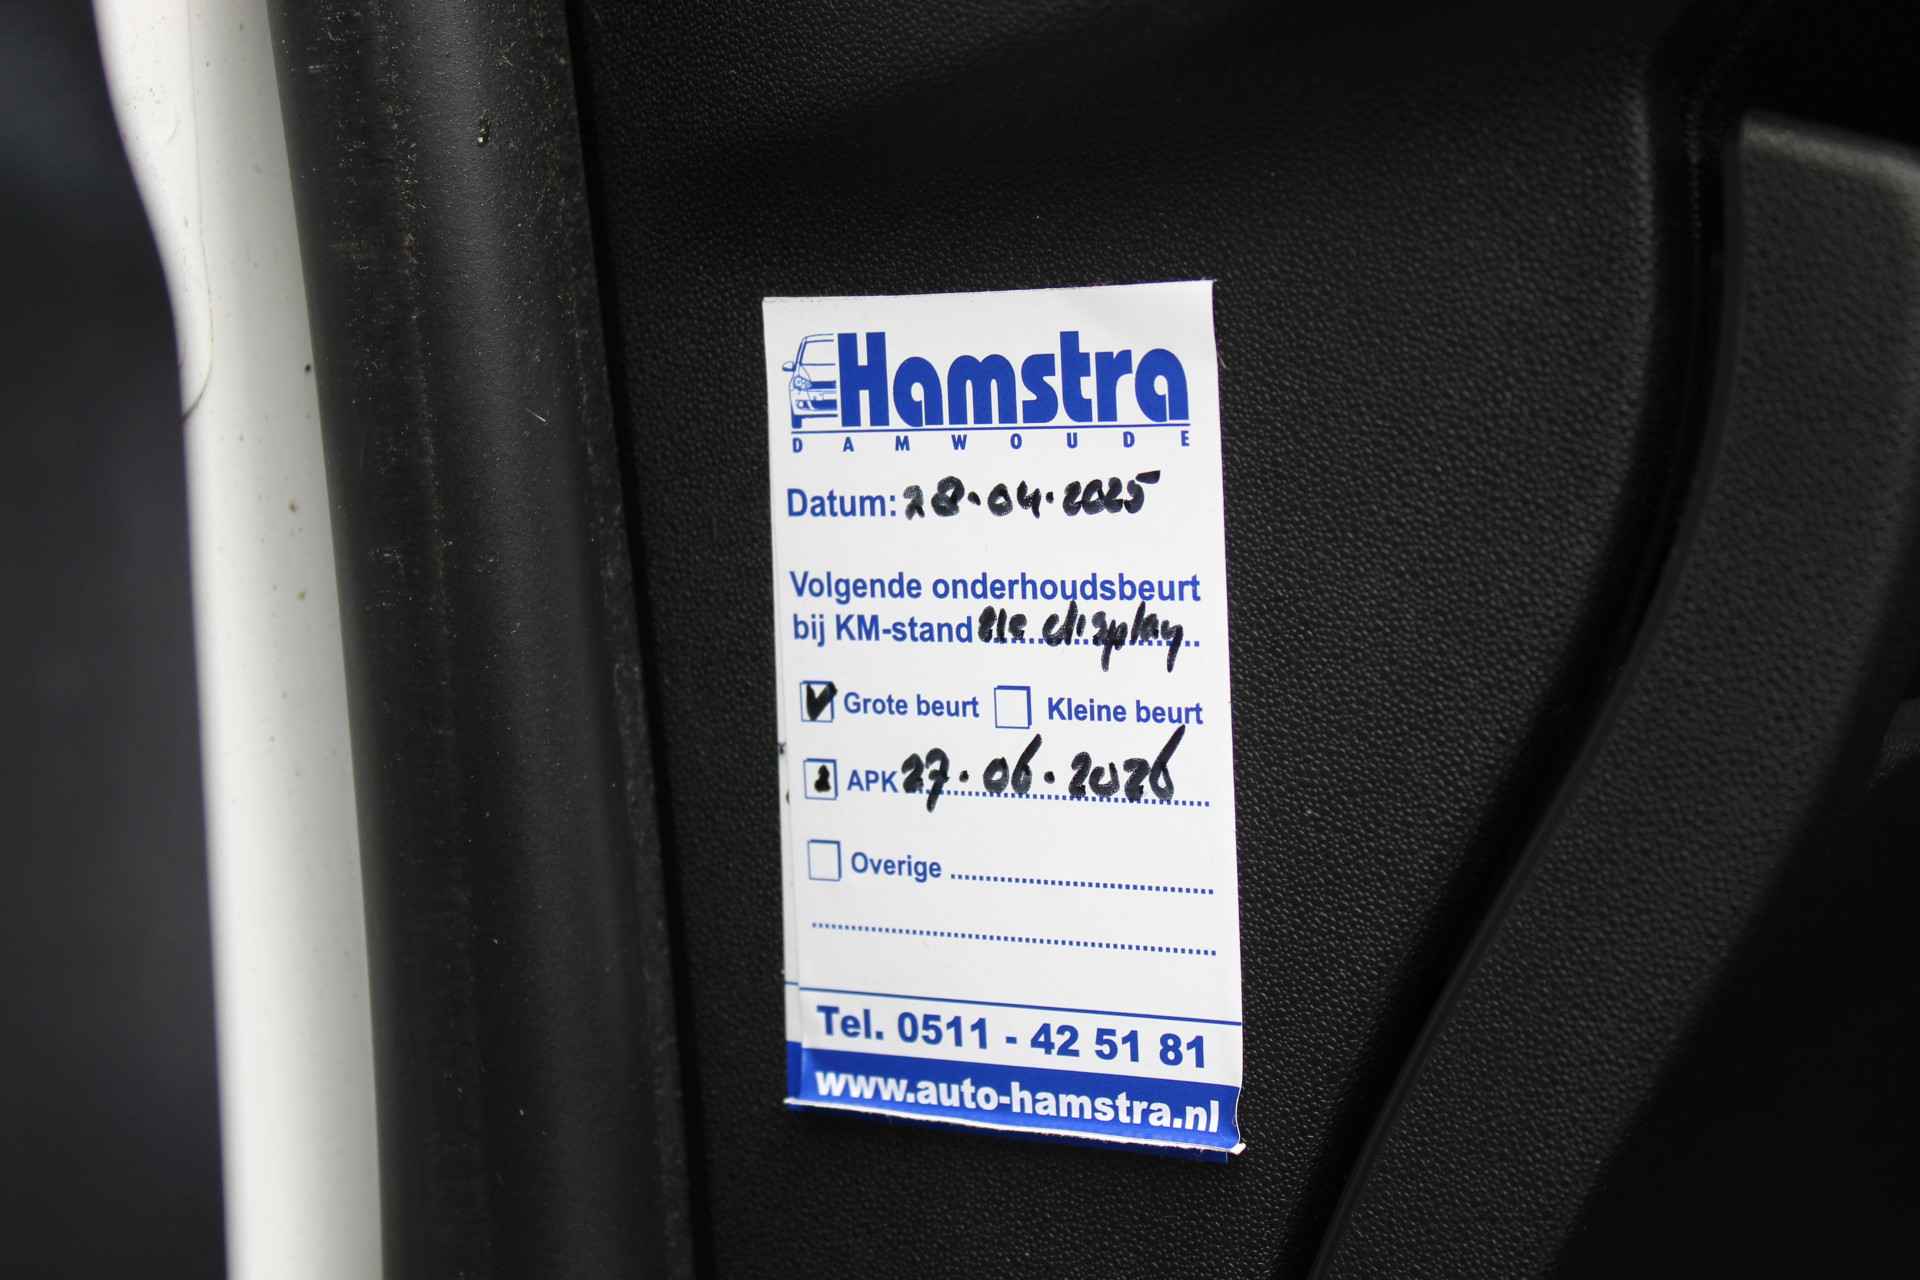 Hamstra
DAMWOUDE
Datum: 28.04.2025
Volgende onderhoudsbeurt
bij KM-stand zie display
Grote beurt Kleine beurt
APK 27.06.2026
Overige
Tel. 0511 - 42 51 81
www.auto-hamstra.nl